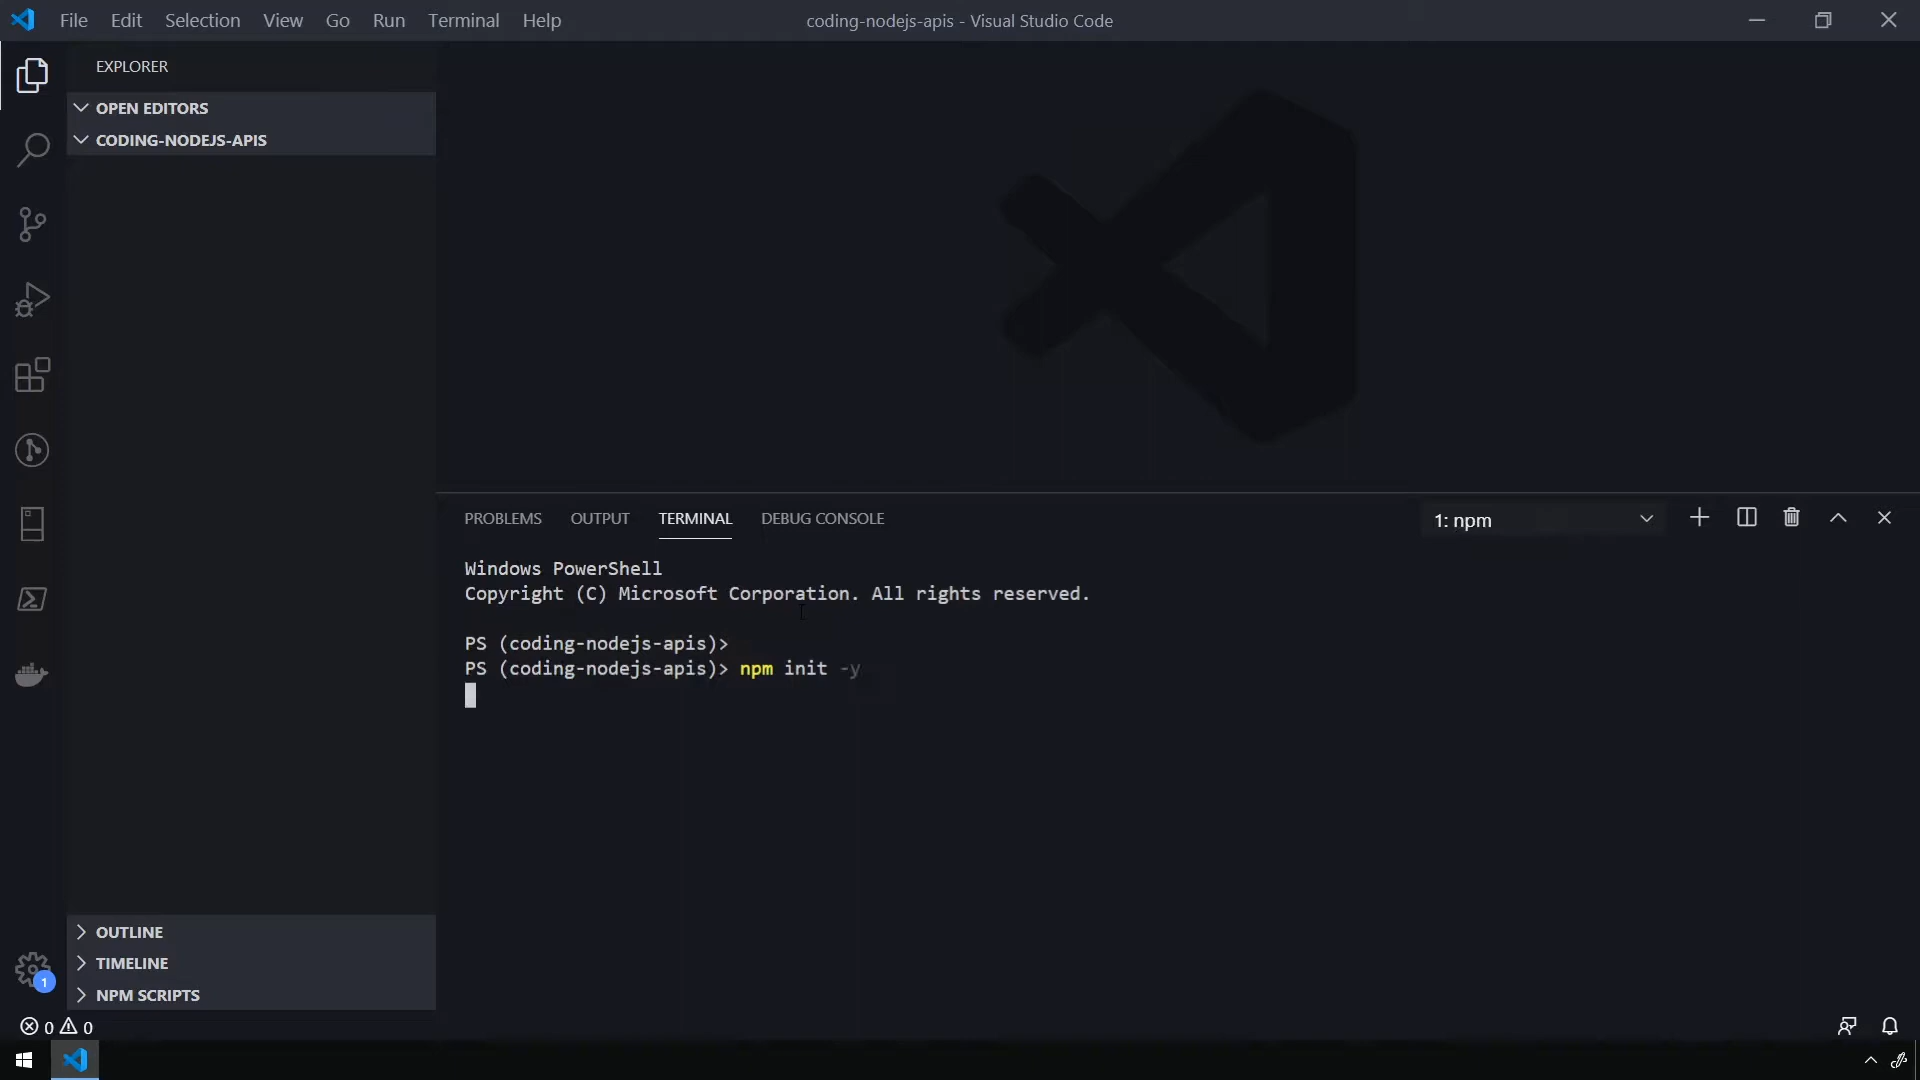 File Edit Selection View Go Run Terminal Help
coding-nodejs-apis - Visual Studio Code
EXPLORER
OPEN EDITORS
CODING-NODEJS-APIS
PROBLEMS OUTPUT TERMINAL DEBUG CONSOLE
1: npm
Windows PowerShell
Copyright (C) Microsoft Corporation. All rights reserved.
PS (coding-nodejs-apis)>
PS (coding-nodejs-apis)> npm init -y
OUTLINE
TIMELINE
NPM SCRIPTS
1
0 0